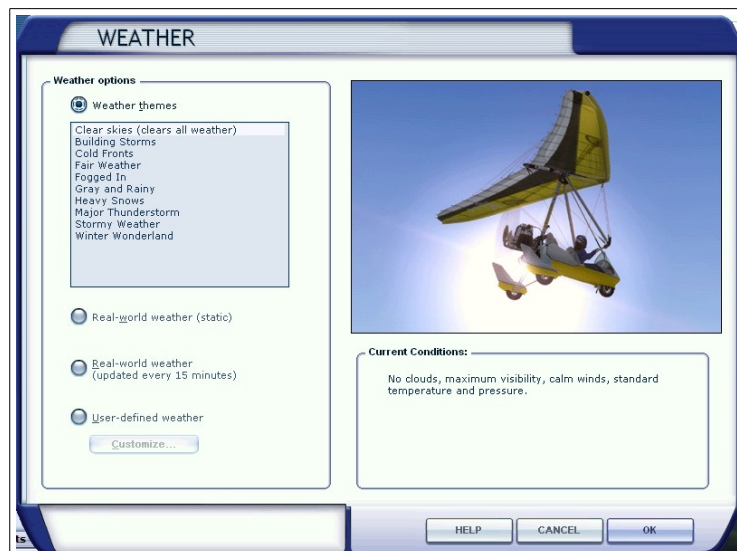 WEATHER
Weather options
Weather themes
Clear skies (clears all weather)
Building Storms
Cold Fronts
Fair Weather
Fogged In
Gray and Rainy
Heavy Snows
Major Thunderstorm
Stormy Weather
Winter Wonderland
Real-world weather (static)
Real-world weather
(updated every 15 minutes)
User-defined weather
Customize...
Current Conditions:
No clouds, maximum visibility, calm winds, standard
temperature and pressure.
ts
HELP
CANCEL
OK